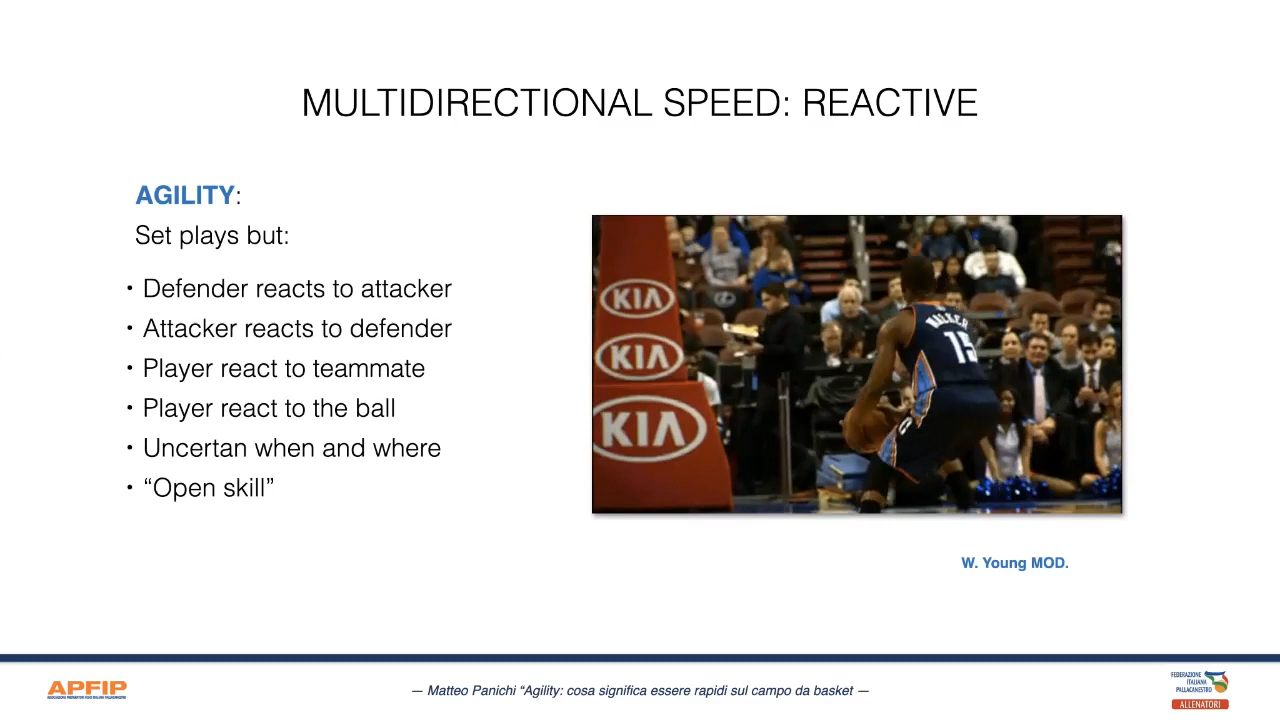 MULTIDIRECTIONAL SPEED: REACTIVE
AGILITY:
Set plays but:
• Defender reacts to attacker
• Attacker reacts to defender
• Player react to teammate
• Player react to the ball
• Uncertan when and where
• “Open skill”
KIA
KIA
KIA
WALKER
15
W. Young MOD.
APFIP
— Matteo Panichi “Agility: cosa significa essere rapidi sul campo da basket —
FEDERAZIONE
ITALIANA
PALLACANESTRO
ALLENATORI